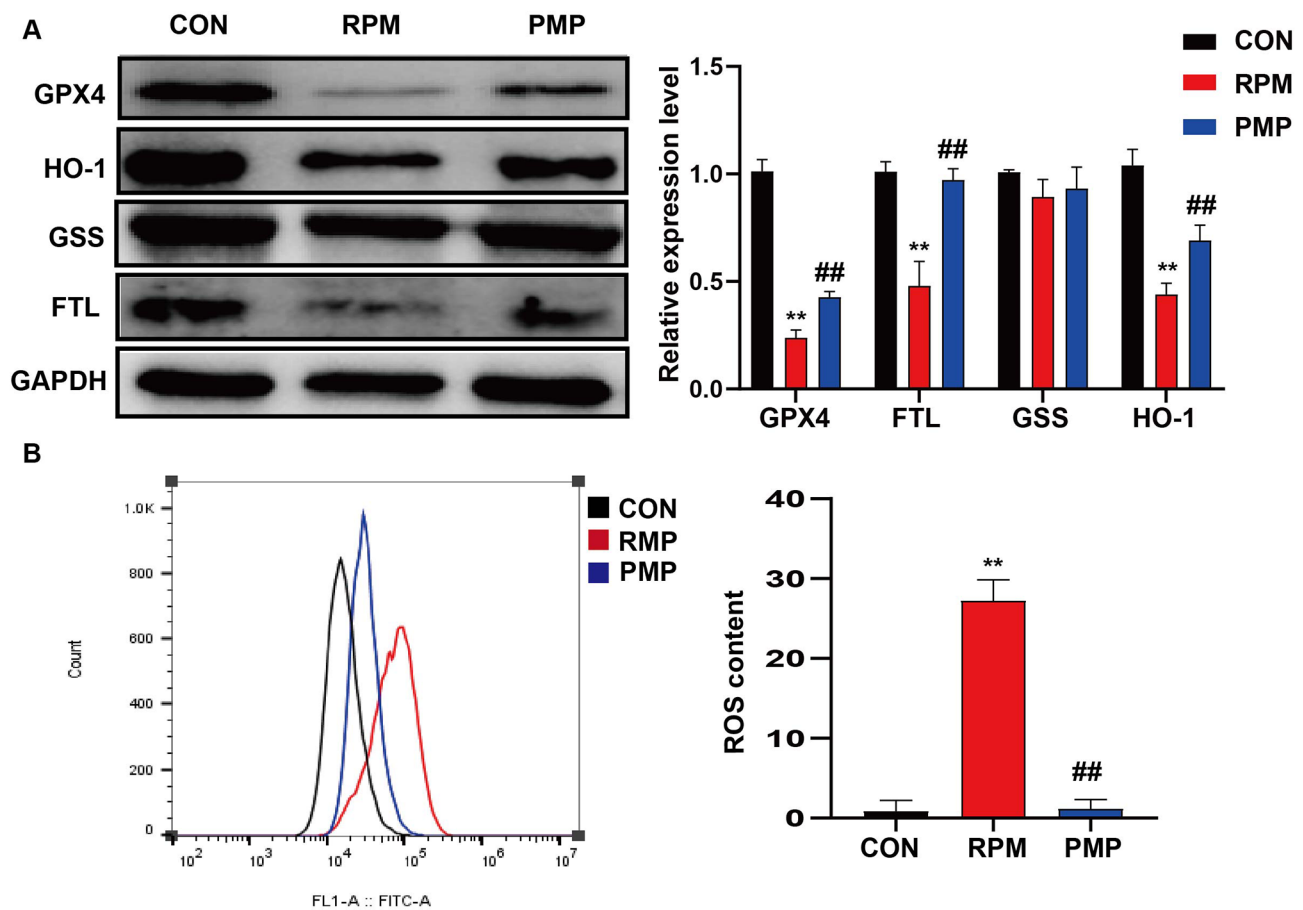 A
CON RPM PMP
GPX4
HO-1
GSS
FTL
GAPDH
CON
RPM
PMP
Relative expression level
1.5
1.0
0.5
0.0
** ## ** ## ** ##
GPX4 FTL GSS HO-1
B
Count
1.0K
800
600
400
200
0
10^2 10^3 10^4 10^5 10^6 10^7
FL1-A :: FITC-A
CON
RMP
PMP
ROS content
40
30
20
10
0
** ##
CON RPM PMP